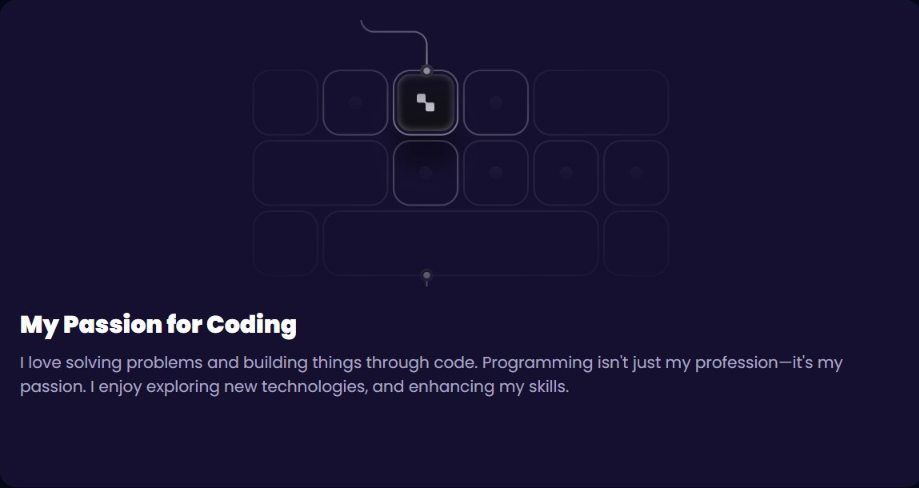 My Passion for Coding
I love solving problems and building things through code. Programming isn't just my profession—it's my
passion. I enjoy exploring new technologies, and enhancing my skills.